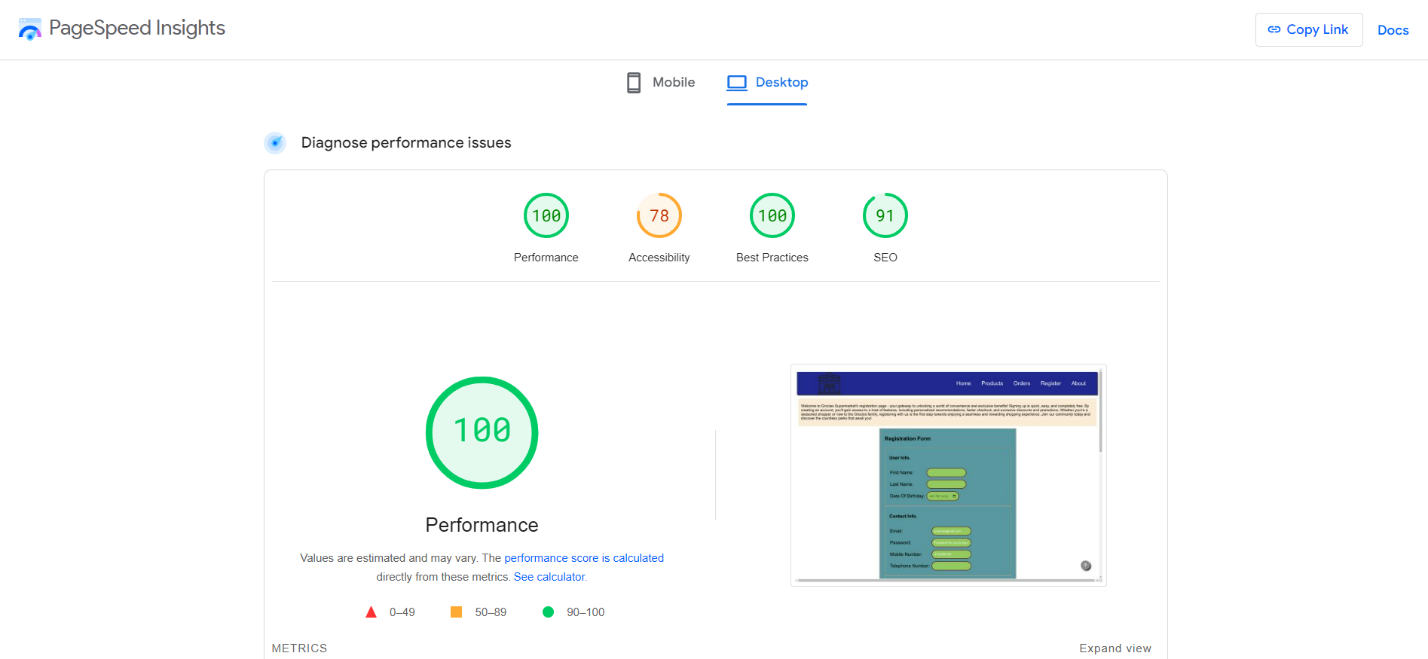 PageSpeed Insights
Copy Link
Docs
Mobile
Desktop
Diagnose performance issues
100
78
100
91
Performance
Accessibility
Best Practices
SEO
100
Performance
Values are estimated and may vary. The performance score is calculated
directly from these metrics. See calculator.
0–49
50–89
90–100
Home Products Orders Register About
Registration Form
User Info.
First Name:
Last Name:
Date Of Birthday:
Contact Info.
Email:
Password:
Mobile Number:
Telephone Number:
METRICS
Expand view